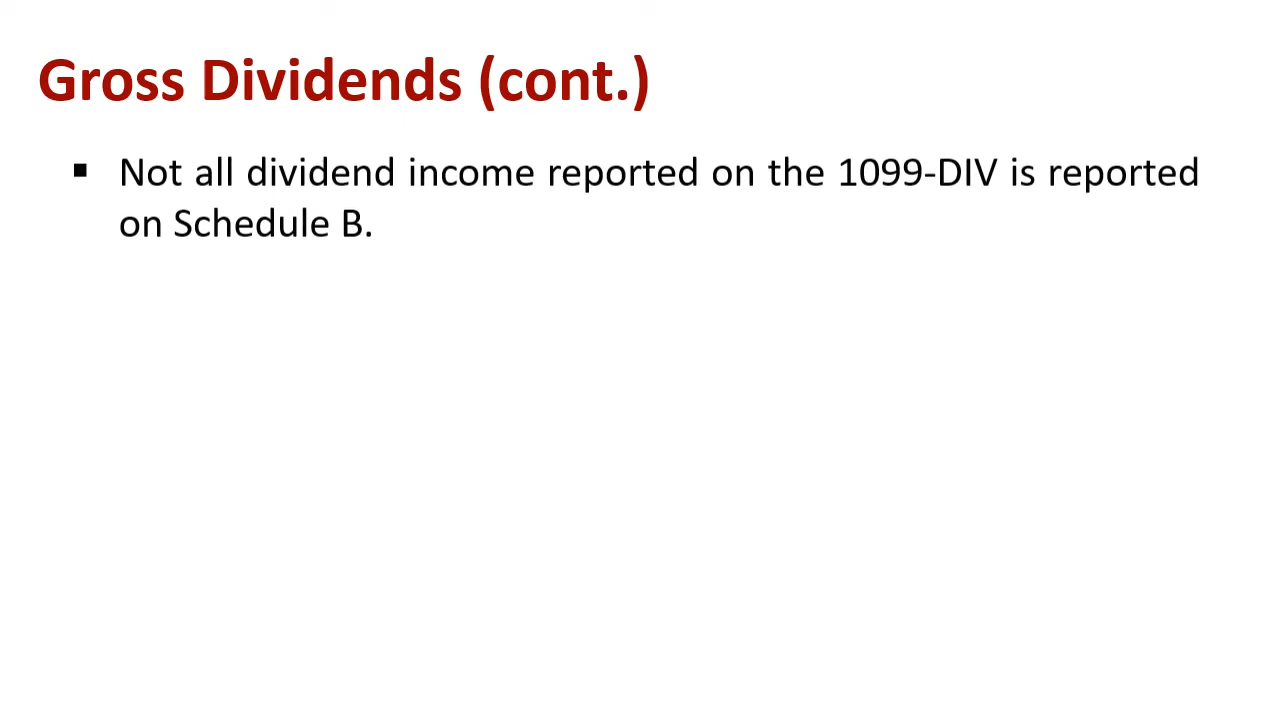 Gross Dividends (cont.)
▪ Not all dividend income reported on the 1099-DIV is reported
on Schedule B.